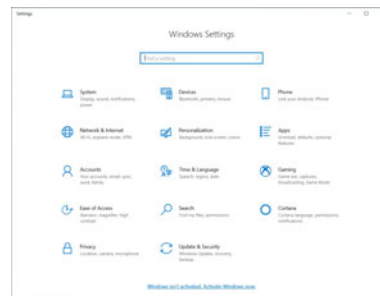 Settings
Windows Settings
Find a setting
System
Display, sound, notifications,
power
Devices
Bluetooth, printers, mouse
Phone
Link your Android, iPhone
Network & Internet
Wi-Fi, airplane mode, VPN
Personalization
Background, lock screen, colors
Apps
Uninstall, defaults, optional
features
Accounts
Your accounts, email, sync,
work, family
Time & Language
Speech, region, date
Gaming
Game bar, captures,
broadcasting, Game Mode
Ease of Access
Narrator, magnifier, high
contrast
Search
Find my files, permissions
Cortana
Cortana language, permissions,
notifications
Privacy
Location, camera, microphone
Update & Security
Windows Update, recovery,
backup
Windows isn't activated. Activate Windows now.